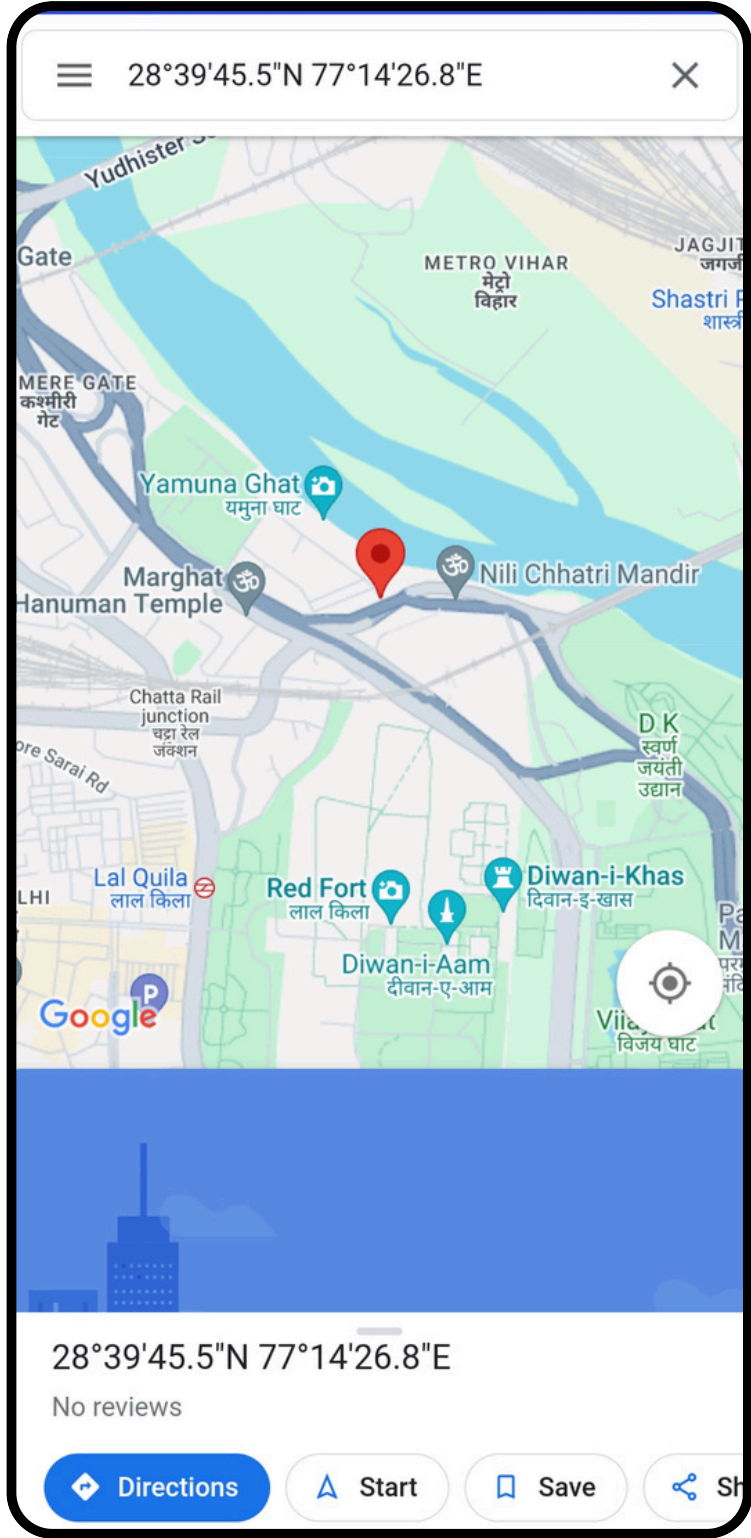 28°39'45.5"N 77°14'26.8"E
Yudhister
Gate
METRO VIHAR
मेट्रो
विहार
JAGJIT
जगजी
Shastri
शास्त्री
MERE GATE
कश्मीरी
गेट
Yamuna Ghat
यमुना घाट
Marghat
Hanuman Temple
Nili Chhatri Mandir
Chatta Rail
junction
चट्टा रेल
जंक्शन
ore Sarai Rd
D K
स्वर्ण
जयंती
उद्यान
Lal Quila
लाल किला
LHI
Red Fort
लाल किला
Diwan-i-Khas
दिवान-इ-खास
Diwan-i-Aam
दीवान-ए-आम
Pa
M
P
Google
विजय घाट
28°39'45.5"N 77°14'26.8"E
No reviews
Directions
Start
Save
Sh